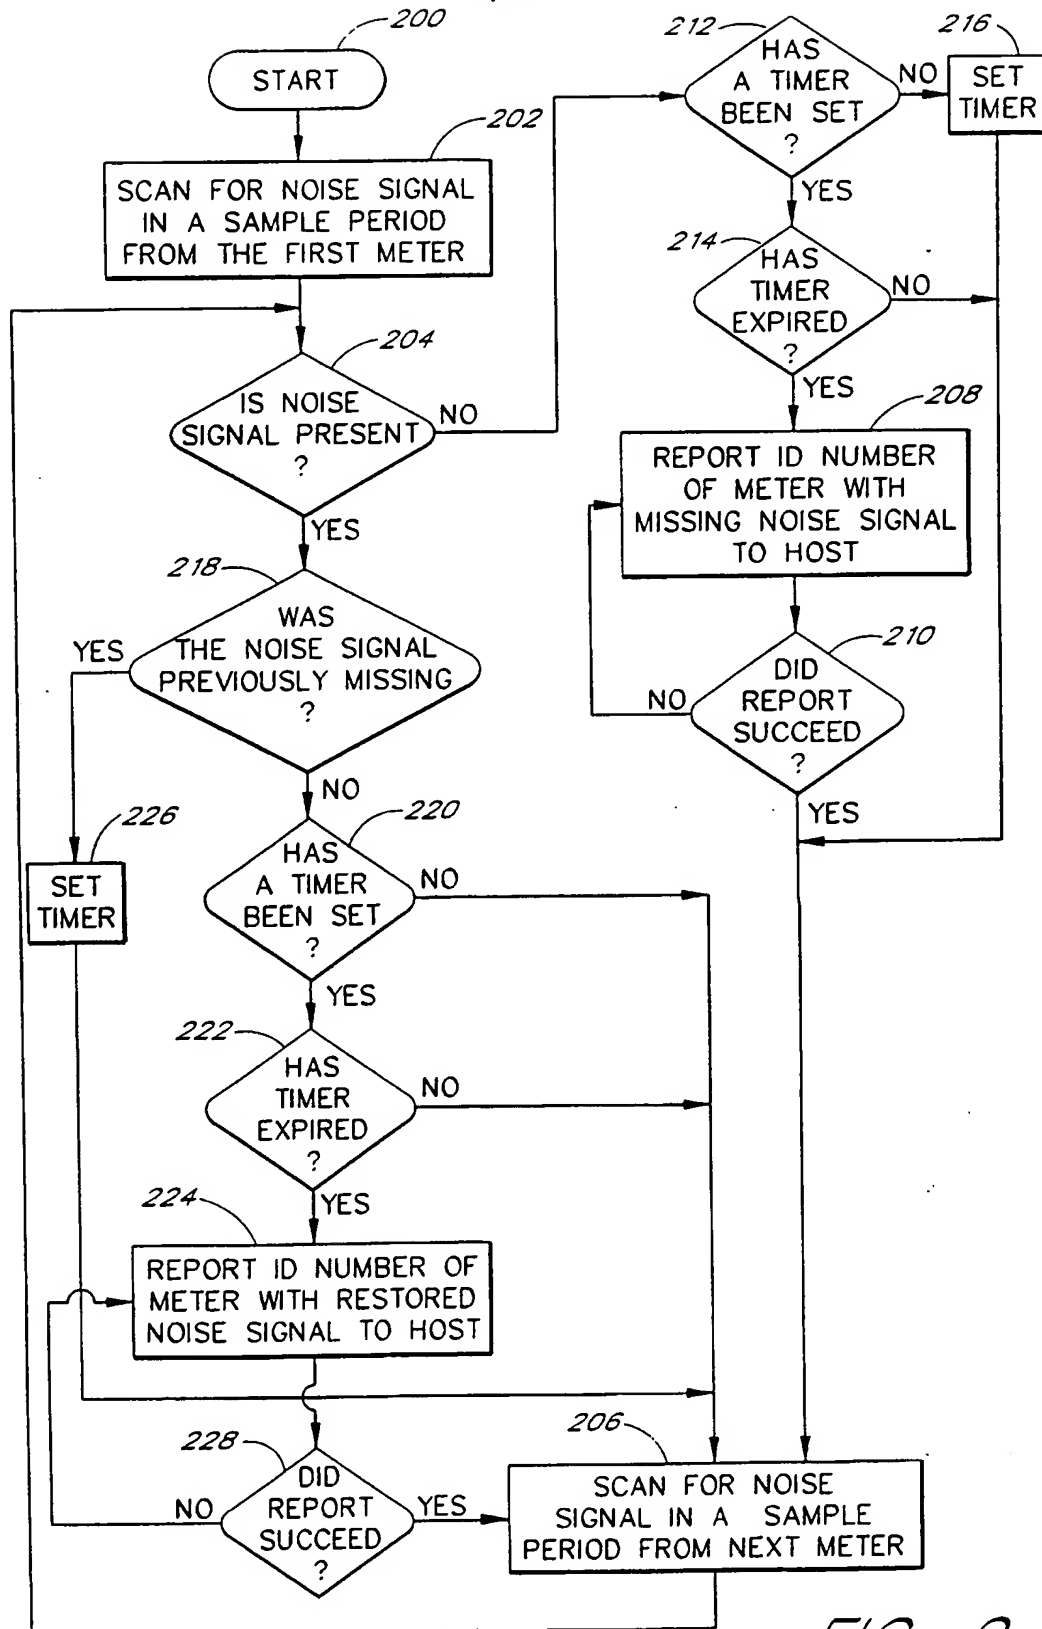 200
START
202
SCAN FOR NOISE SIGNAL
IN A SAMPLE PERIOD
FROM THE FIRST METER
204
IS NOISE
SIGNAL PRESENT
?
NO
YES
218
WAS
THE NOISE SIGNAL
PREVIOUSLY MISSING
?
YES
NO
226
SET
TIMER
220
HAS
A TIMER
BEEN SET
?
NO
YES
222
HAS
TIMER
EXPIRED
?
NO
YES
224
REPORT ID NUMBER OF
METER WITH RESTORED
NOISE SIGNAL TO HOST
228
DID
REPORT
SUCCEED
?
NO
YES
212
HAS
A TIMER
BEEN SET
?
NO
YES
216
SET
TIMER
214
HAS
TIMER
EXPIRED
?
NO
YES
208
REPORT ID NUMBER
OF METER WITH
MISSING NOISE SIGNAL
TO HOST
210
DID
REPORT
SUCCEED
?
NO
YES
206
SCAN FOR NOISE
SIGNAL IN A SAMPLE
PERIOD FROM NEXT METER